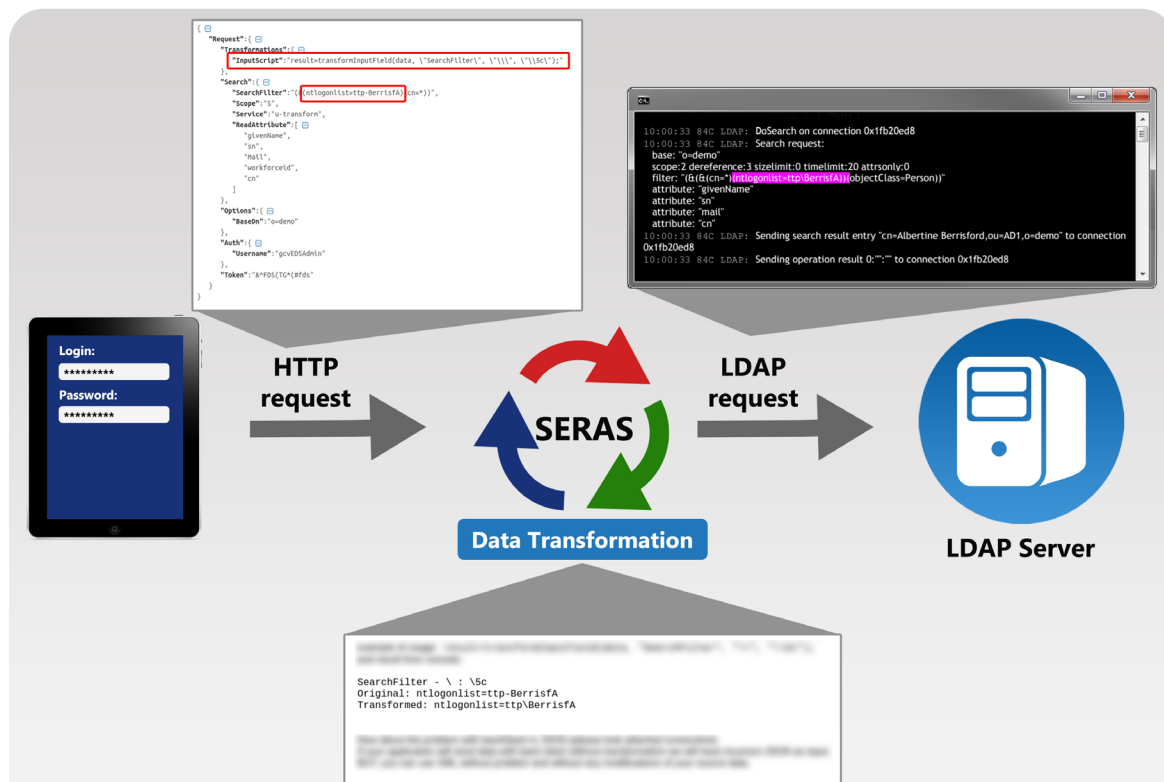 {
"Request":{
"Transformations":{
"InputScript":"result=transformInputField(data, \"SearchFilter\", \"\\\", \"\\5c\");"
},
"Search":{
"SearchFilter":"(&(ntlogonlist=ttp-BerrisfA)(cn=*))",
"Scope":"S",
"Service":"u-transform",
"ReadAttribute":[
"givenName",
"sn",
"Mail",
"workforceid",
"cn"
]
},
"Options":{
"BaseDn":"o=demo"
},
"Auth":{
"Username":"gcvEDSAdmin"
},
"Token":"&^FDS(TG*(#fds"
}
}
C:\.
10:00:33 84C LDAP: DoSearch on connection 0x1fb20ed8
10:00:33 84C LDAP: Search request:
base: "o=demo"
scope:2 dereference:3 sizelimit:0 timelimit:20 attrsonly:0
filter: "(&(&(cn=*)(ntlogonlist=ttp\BerrisfA))(objectClass=Person))"
attribute: "givenName"
attribute: "sn"
attribute: "mail"
attribute: "cn"
10:00:33 84C LDAP: Sending search result entry "cn=Albertine Berrisford,ou=AD1,o=demo" to connection
0x1fb20ed8
10:00:33 84C LDAP: Sending operation result 0:"":"" to connection 0x1fb20ed8
Login:
*********
Password:
*********
HTTP
request
SERAS
LDAP
request
Data Transformation
LDAP Server
SearchFilter - \ : \5c
Original: ntlogonlist=ttp-BerrisfA
Transformed: ntlogonlist=ttp\BerrisfA